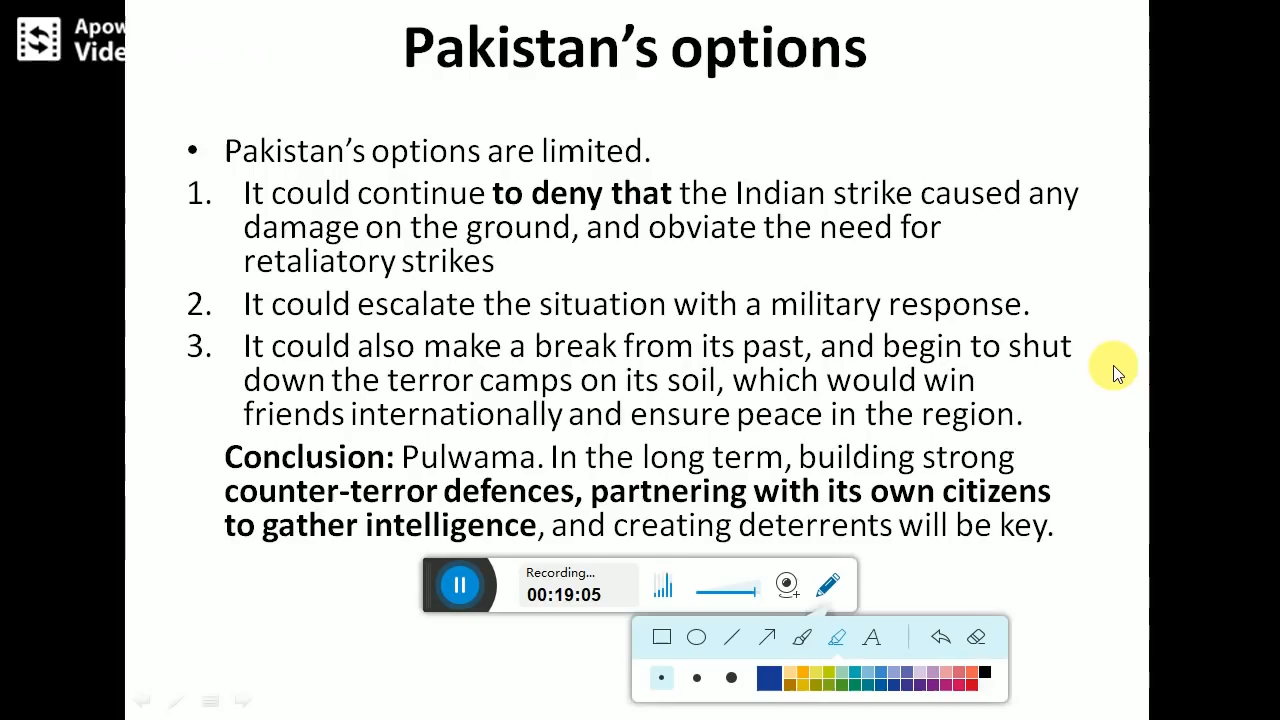 Apow
Vide
Pakistan’s options
• Pakistan’s options are limited.
1. It could continue to deny that the Indian strike caused any
damage on the ground, and obviate the need for
retaliatory strikes
2. It could escalate the situation with a military response.
3. It could also make a break from its past, and begin to shut
down the terror camps on its soil, which would win
friends internationally and ensure peace in the region.
Conclusion: Pulwama. In the long term, building strong
counter-terror defences, partnering with its own citizens
to gather intelligence, and creating deterrents will be key.
Recording...
00:19:05
A